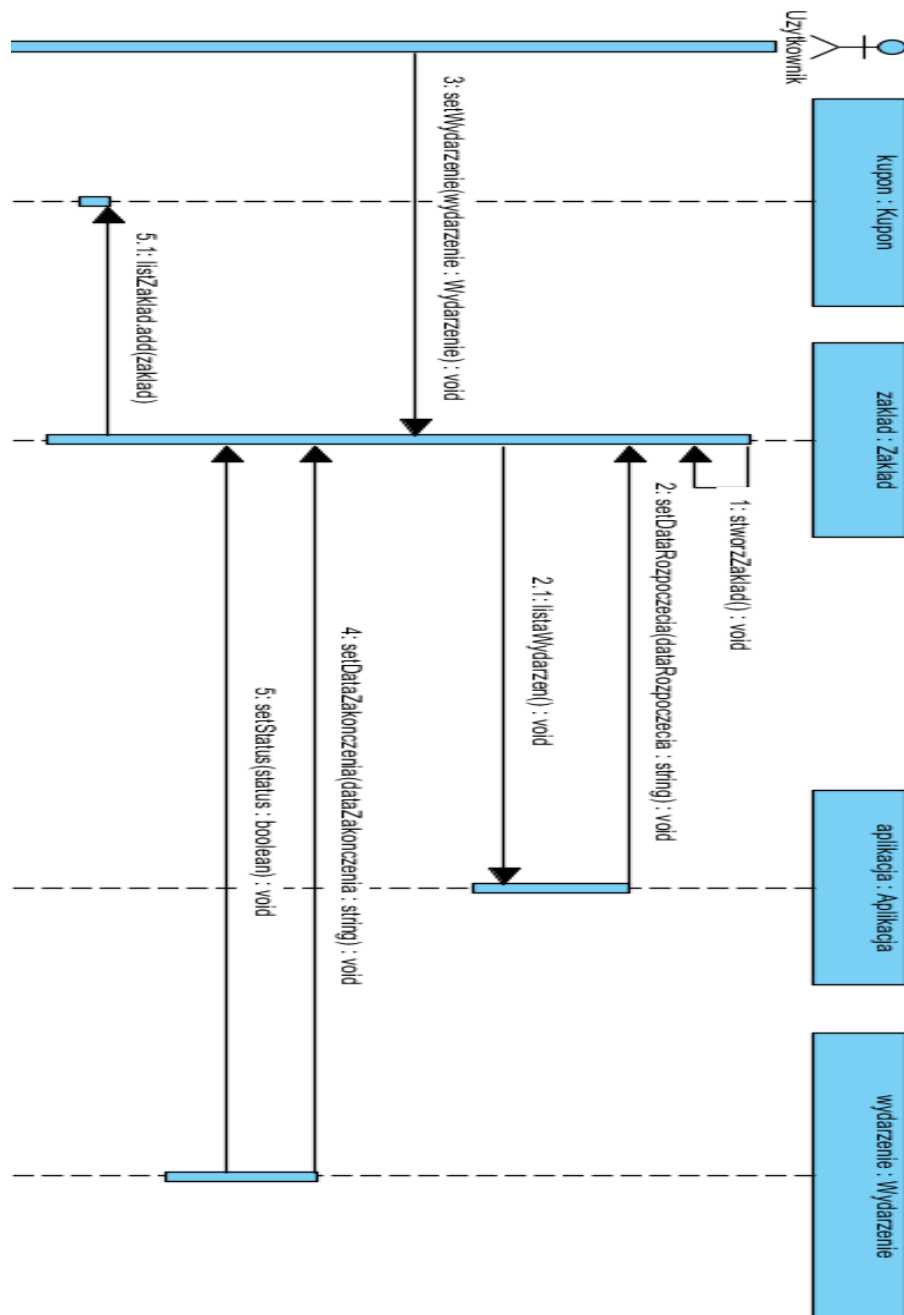 Uzytkownik
kupon : Kupon
zaklad : Zaklad
aplikacja : Aplikacja
wydarzenie : Wydarzenie
1: stworzZaklad() : void
2: setDataRozpoczecia(dataRozpoczecia : string) : void
2.1: listaWydarzen() : void
3: setWydarzenie(wydarzenie : Wydarzenie) : void
4: setDataZakonczenia(dataZakonczenia : string) : void
5: setStatus(status : boolean) : void
5.1: listZaklad.add(zaklad)